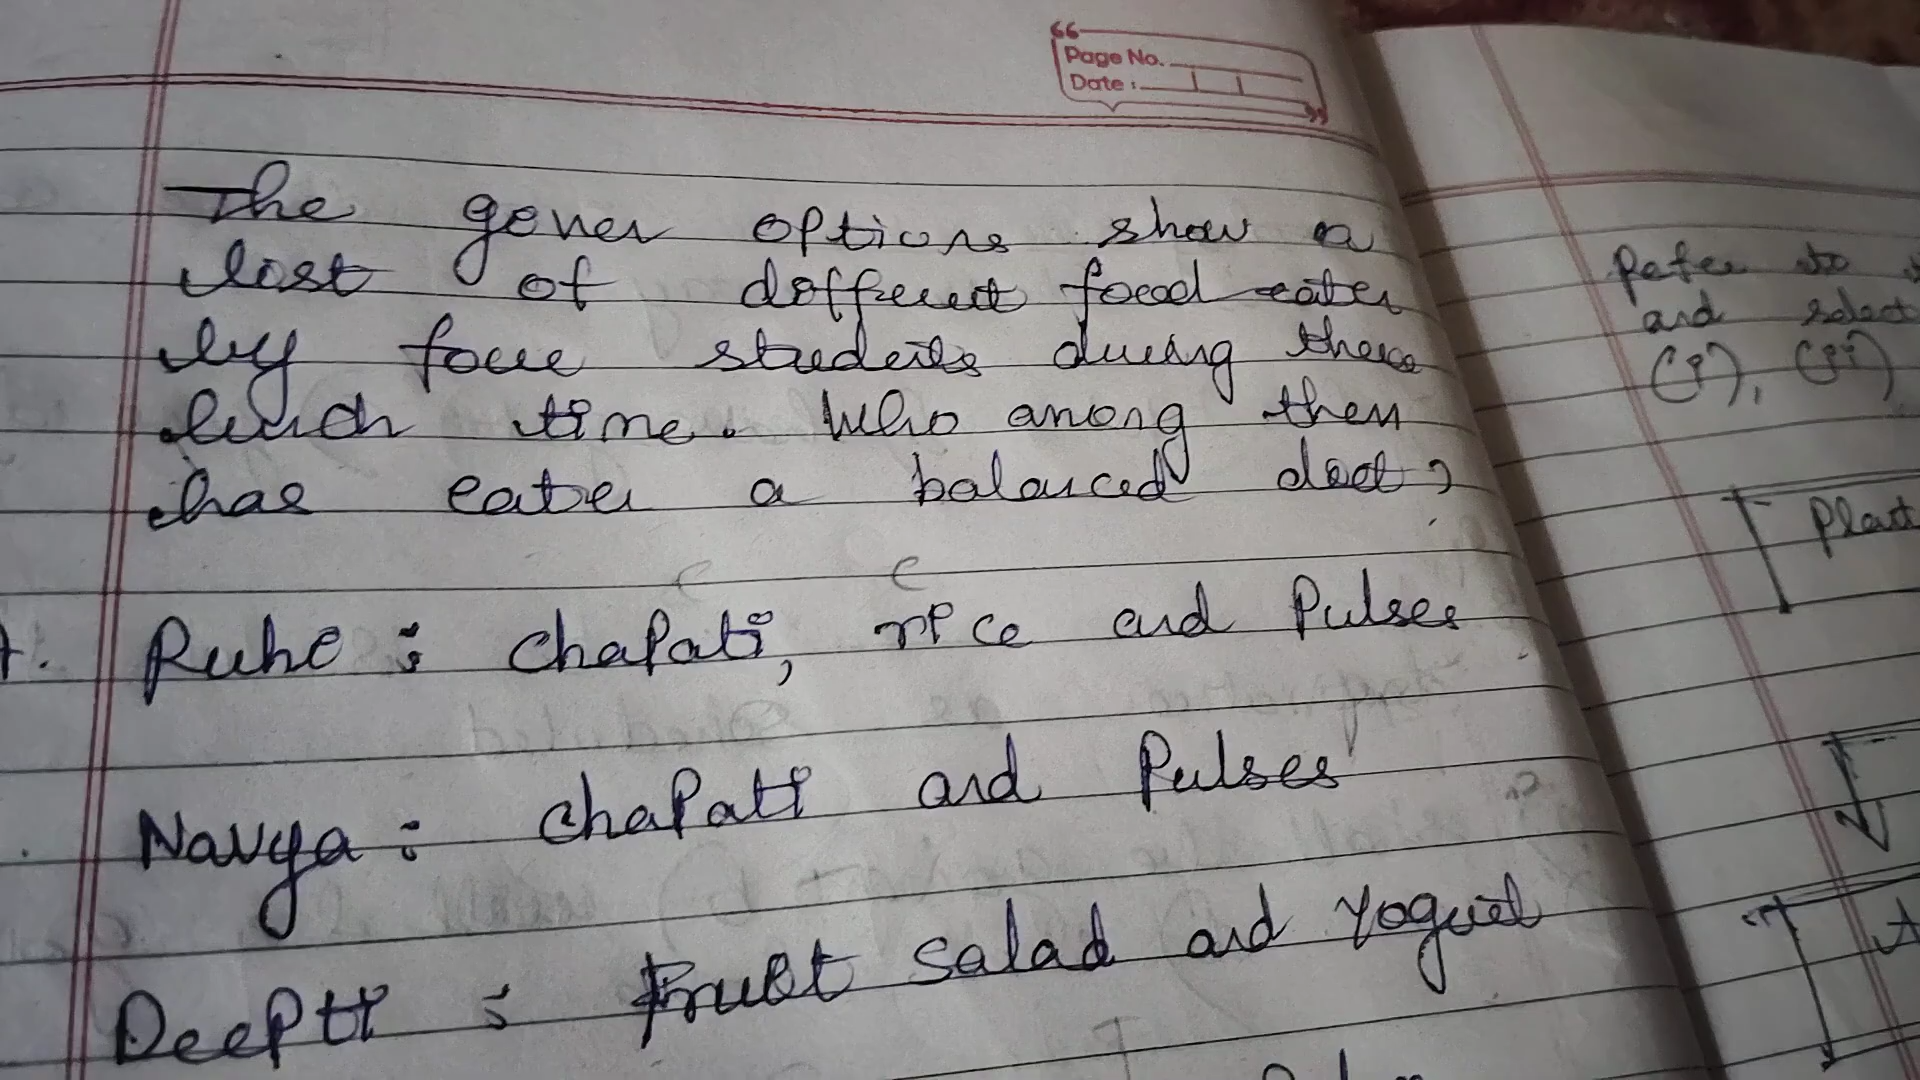 Page No.
Date :
The given options show a
list of different food eaten
by four students during their
lunch time. Who among them
has eaten a balanced diet?
Ruhi : chapati, rice and Pulses
Navya : chapati and Pulses
Deepti : Fruit salad and Yogurt
Refer to
and select
(i), (ii)
Plant
A